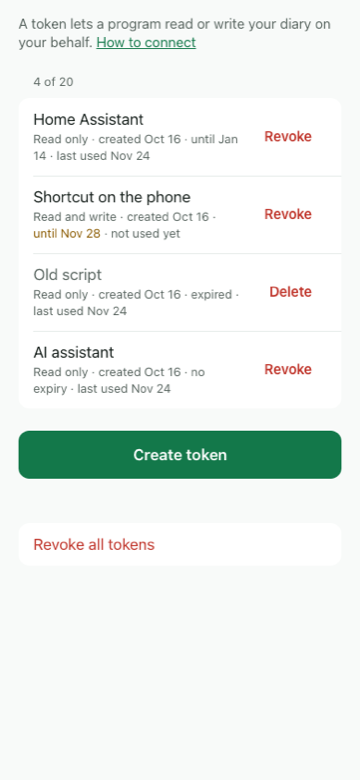 A token lets a program read or write your diary on
your behalf. How to connect
4 of 20
Home Assistant
Read only · created Oct 16 · until Jan
14 · last used Nov 24
Revoke
Shortcut on the phone
Read and write · created Oct 16 ·
until Nov 28 · not used yet
Revoke
Old script
Read only · created Oct 16 · expired ·
last used Nov 24
Delete
AI assistant
Read only · created Oct 16 · no
expiry · last used Nov 24
Revoke
Create token
Revoke all tokens